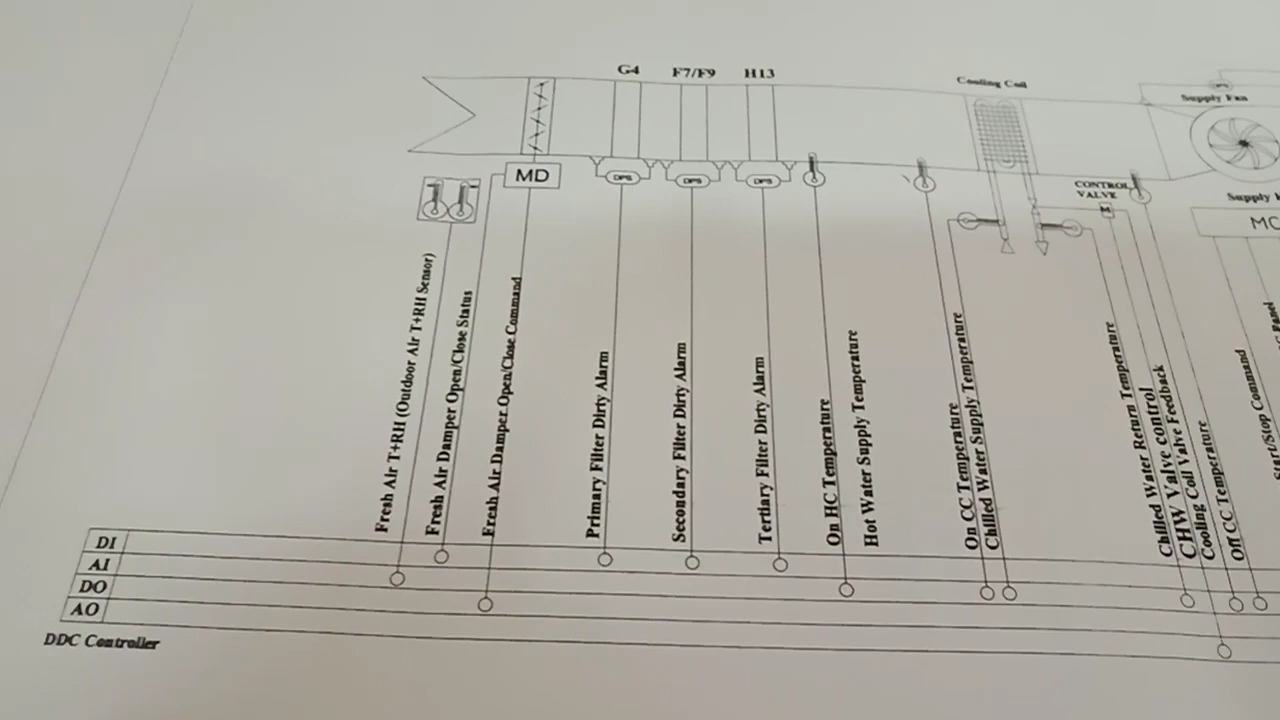 G4
F7/F9
H13
Cooling Coil
Supply Fan
MD
DPS
DPS
DPS
CONTROL
VALVE
M
Supply
MC
Fresh Air T+RH (Outdoor Air T+RH Sensor)
Fresh Air Damper Open/Close Status
Fresh Air Damper Open/Close Command
Primary Filter Dirty Alarm
Secondary Filter Dirty Alarm
Tertiary Filter Dirty Alarm
On HC Temperature
Hot Water Supply Temperature
On CC Temperature
Chilled Water Supply Temperature
Chilled Water Return Temperature
CHW Valve control
Cooling Coil Valve Feedback
Off CC Temperature
Start/Stop Command
Panel
DI
AI
DO
AO
DDC Controller